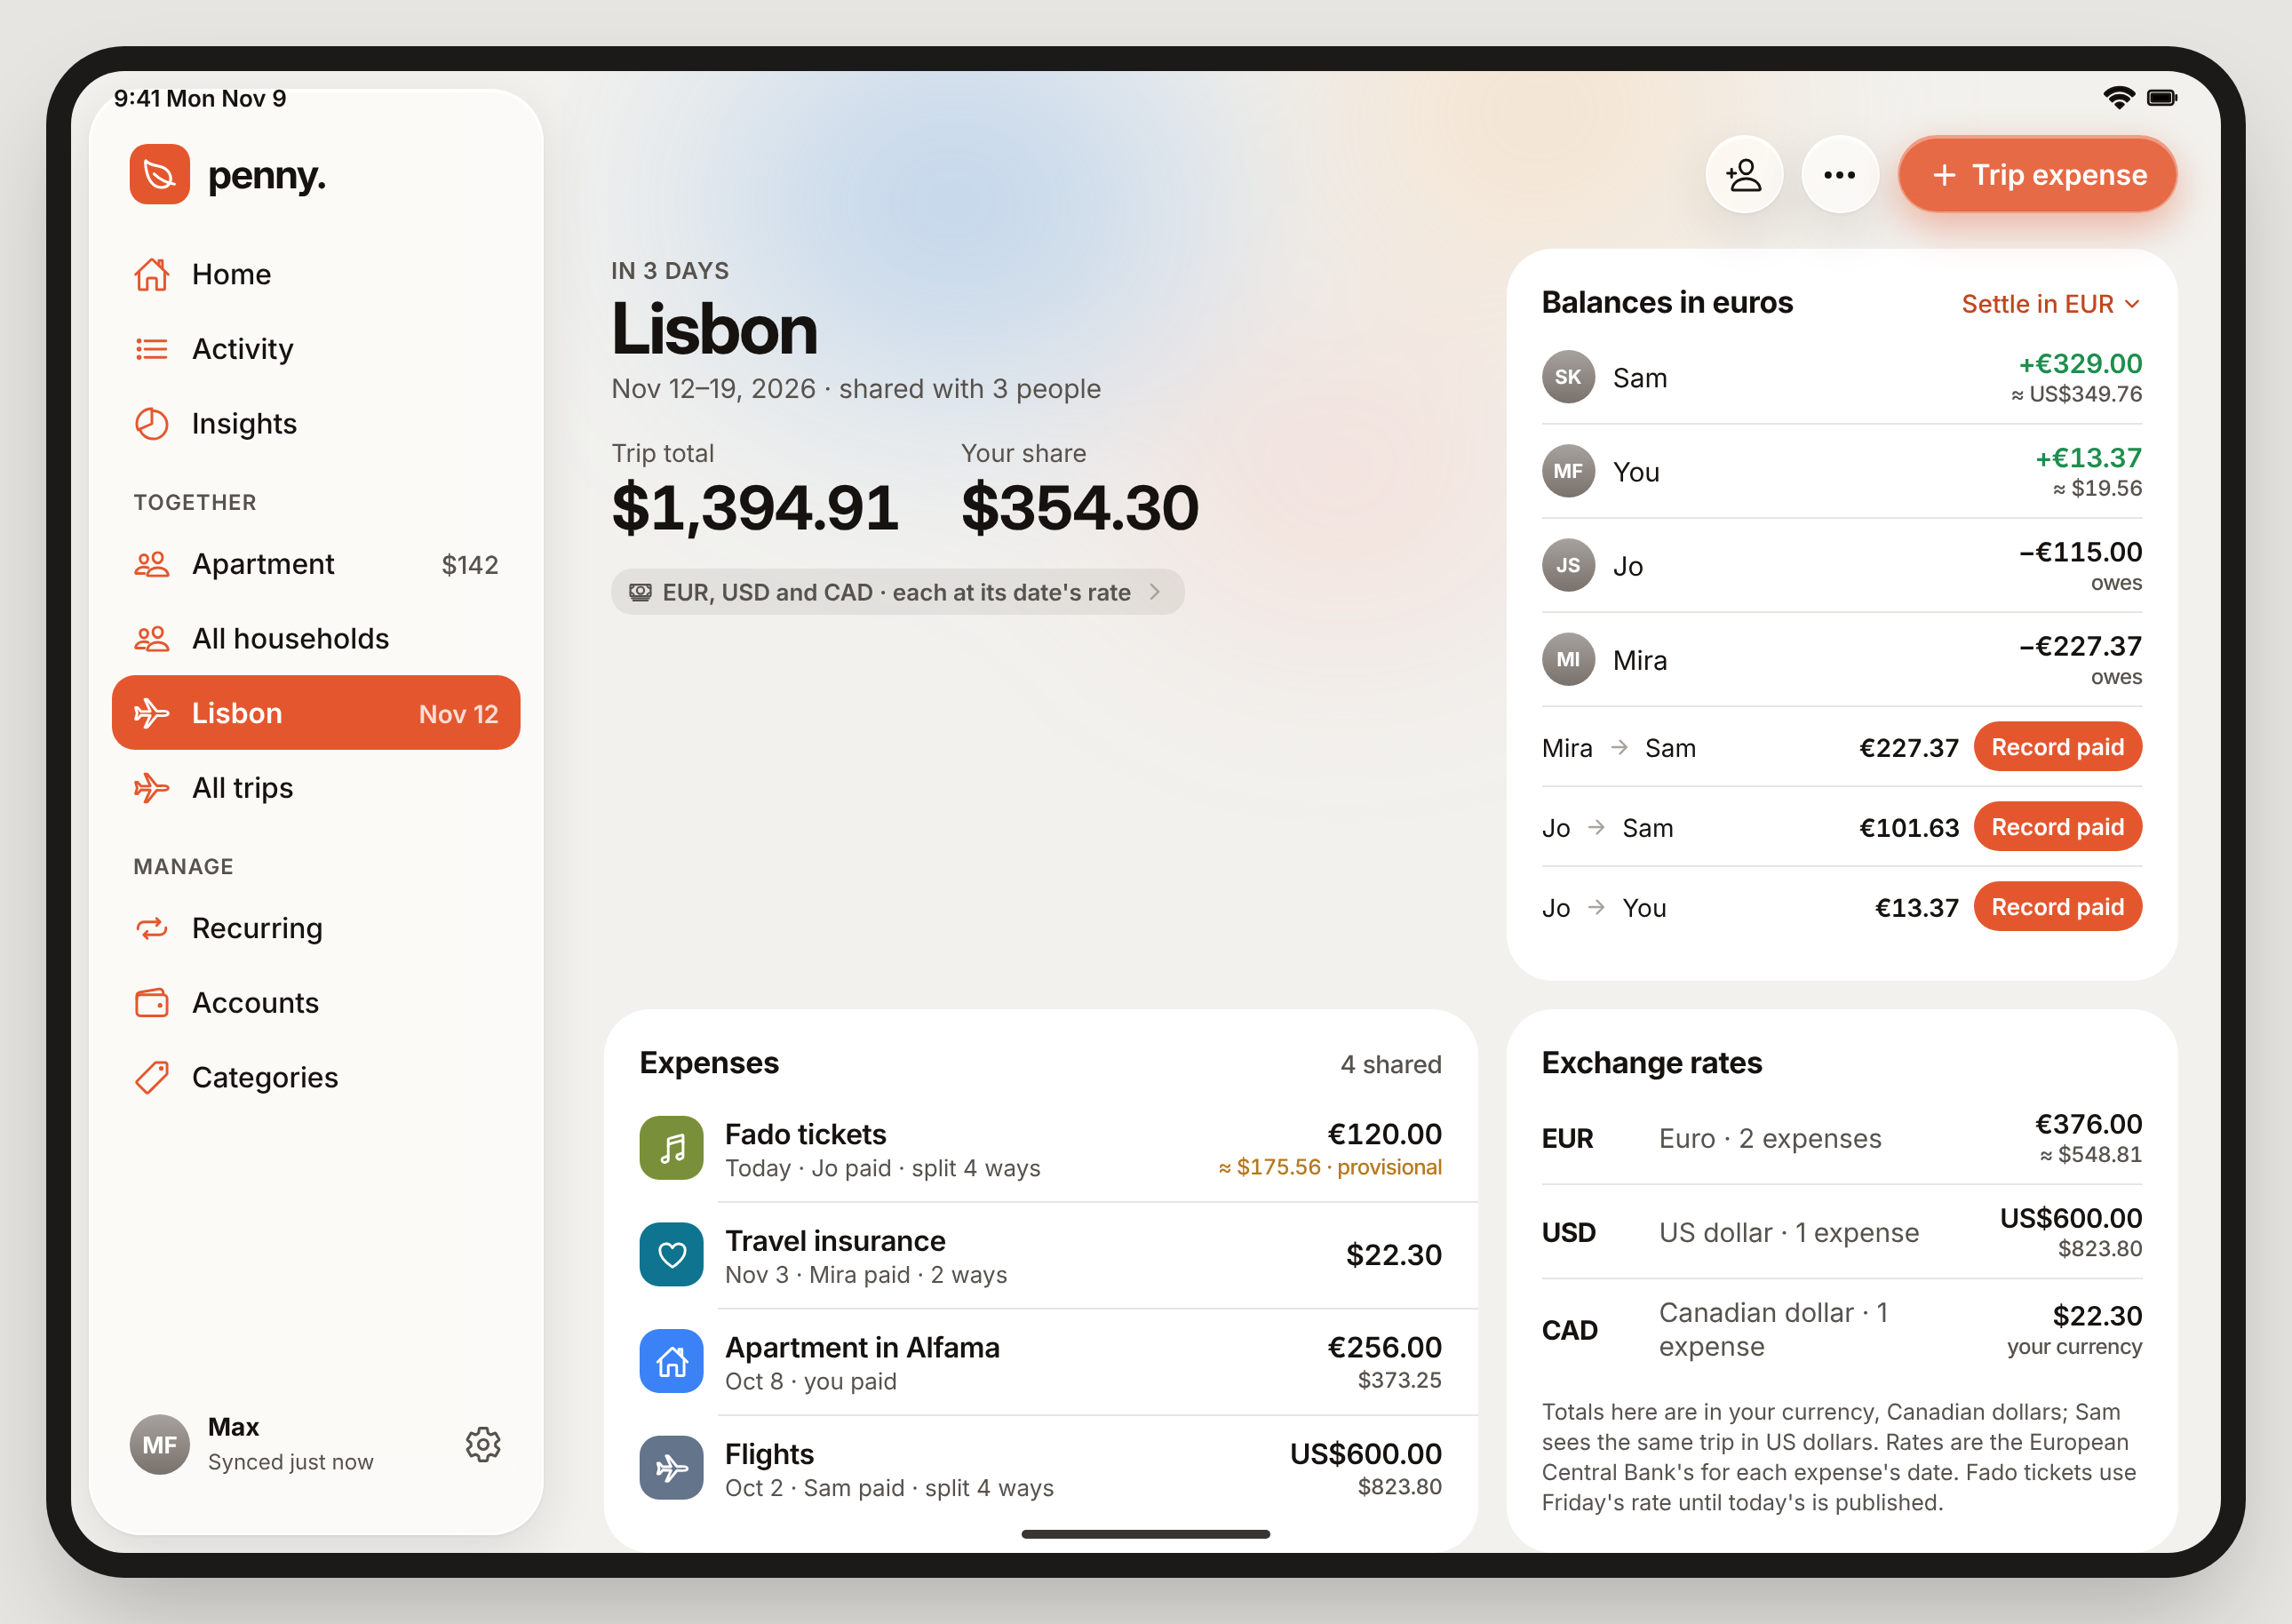 9:41 Mon Nov 9
penny.
Home
Activity
Insights
TOGETHER
Apartment $142
All households
Lisbon Nov 12
All trips
MANAGE
Recurring
Accounts
Categories
MF Max
Synced just now
+ Trip expense
IN 3 DAYS
Lisbon
Nov 12–19, 2026 · shared with 3 people
Trip total Your share
$1,394.91 $354.30
EUR, USD and CAD · each at its date's rate
Balances in euros Settle in EUR
SK Sam +€329.00
≈ US$349.76
MF You +€13.37
≈ $19.56
JS Jo −€115.00
owes
MI Mira −€227.37
owes
Mira → Sam €227.37 Record paid
Jo → Sam €101.63 Record paid
Jo → You €13.37 Record paid
Expenses 4 shared
Fado tickets €120.00
Today · Jo paid · split 4 ways ≈ $175.56 · provisional
Travel insurance $22.30
Nov 3 · Mira paid · 2 ways
Apartment in Alfama €256.00
Oct 8 · you paid $373.25
Flights US$600.00
Oct 2 · Sam paid · split 4 ways $823.80
Exchange rates
EUR Euro · 2 expenses €376.00
≈ $548.81
USD US dollar · 1 expense US$600.00
$823.80
CAD Canadian dollar · 1 $22.30
expense your currency
Totals here are in your currency, Canadian dollars; Sam
sees the same trip in US dollars. Rates are the European
Central Bank's for each expense's date. Fado tickets use
Friday's rate until today's is published.